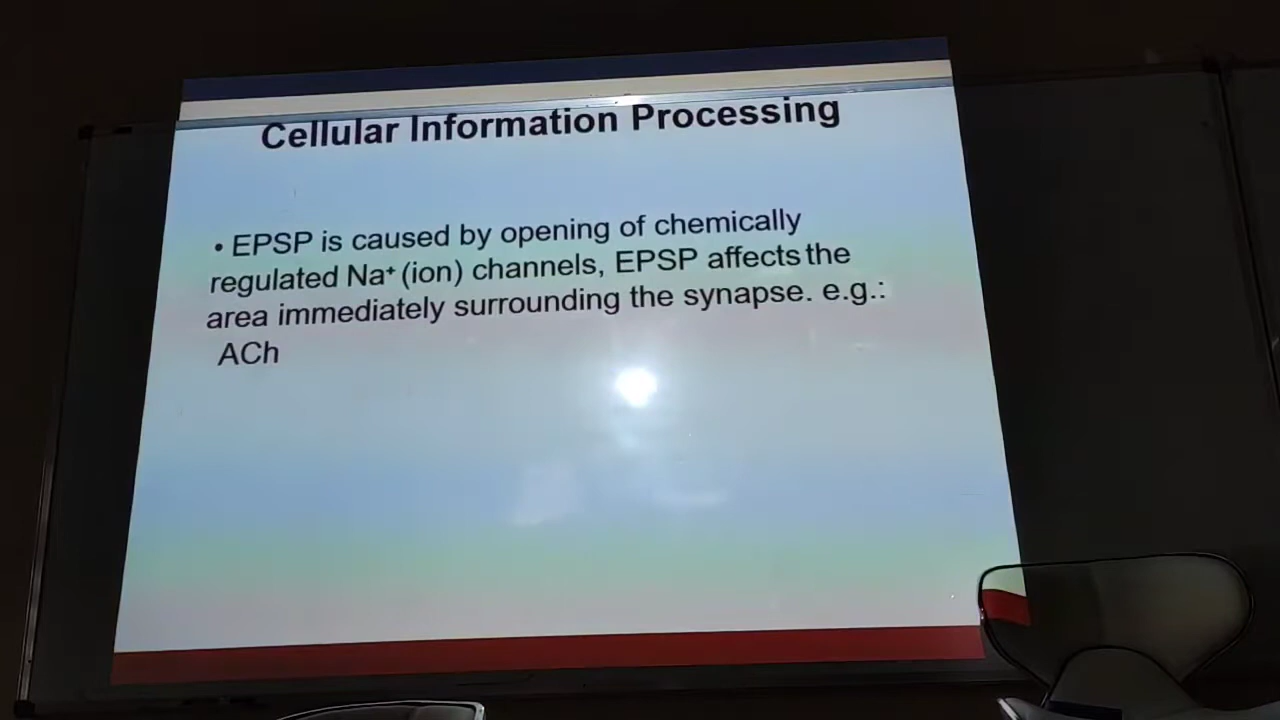 Cellular Information Processing
• EPSP is caused by opening of chemically
regulated Na⁺ (ion) channels, EPSP affects the
area immediately surrounding the synapse. e.g.:
ACh